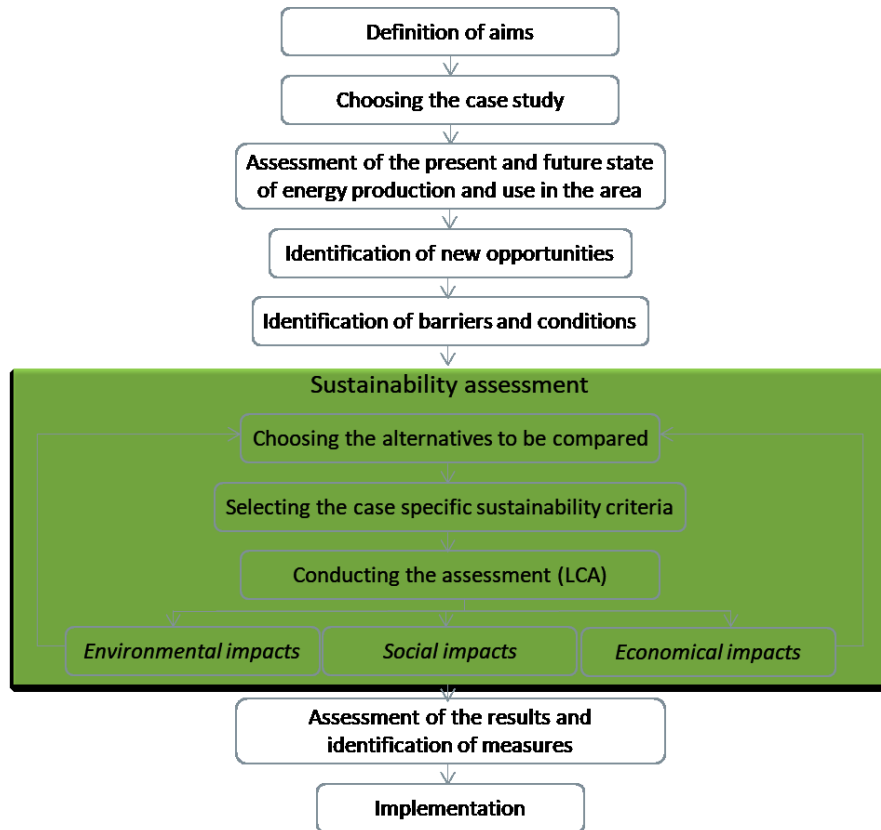 Definition of aims
Choosing the case study
Assessment of the present and future state
of energy production and use in the area
Identification of new opportunities
Identification of barriers and conditions
Sustainability assessment
Choosing the alternatives to be compared
Selecting the case specific sustainability criteria
Conducting the assessment (LCA)
Environmental impacts
Social impacts
Economical impacts
Assessment of the results and
identification of measures
Implementation